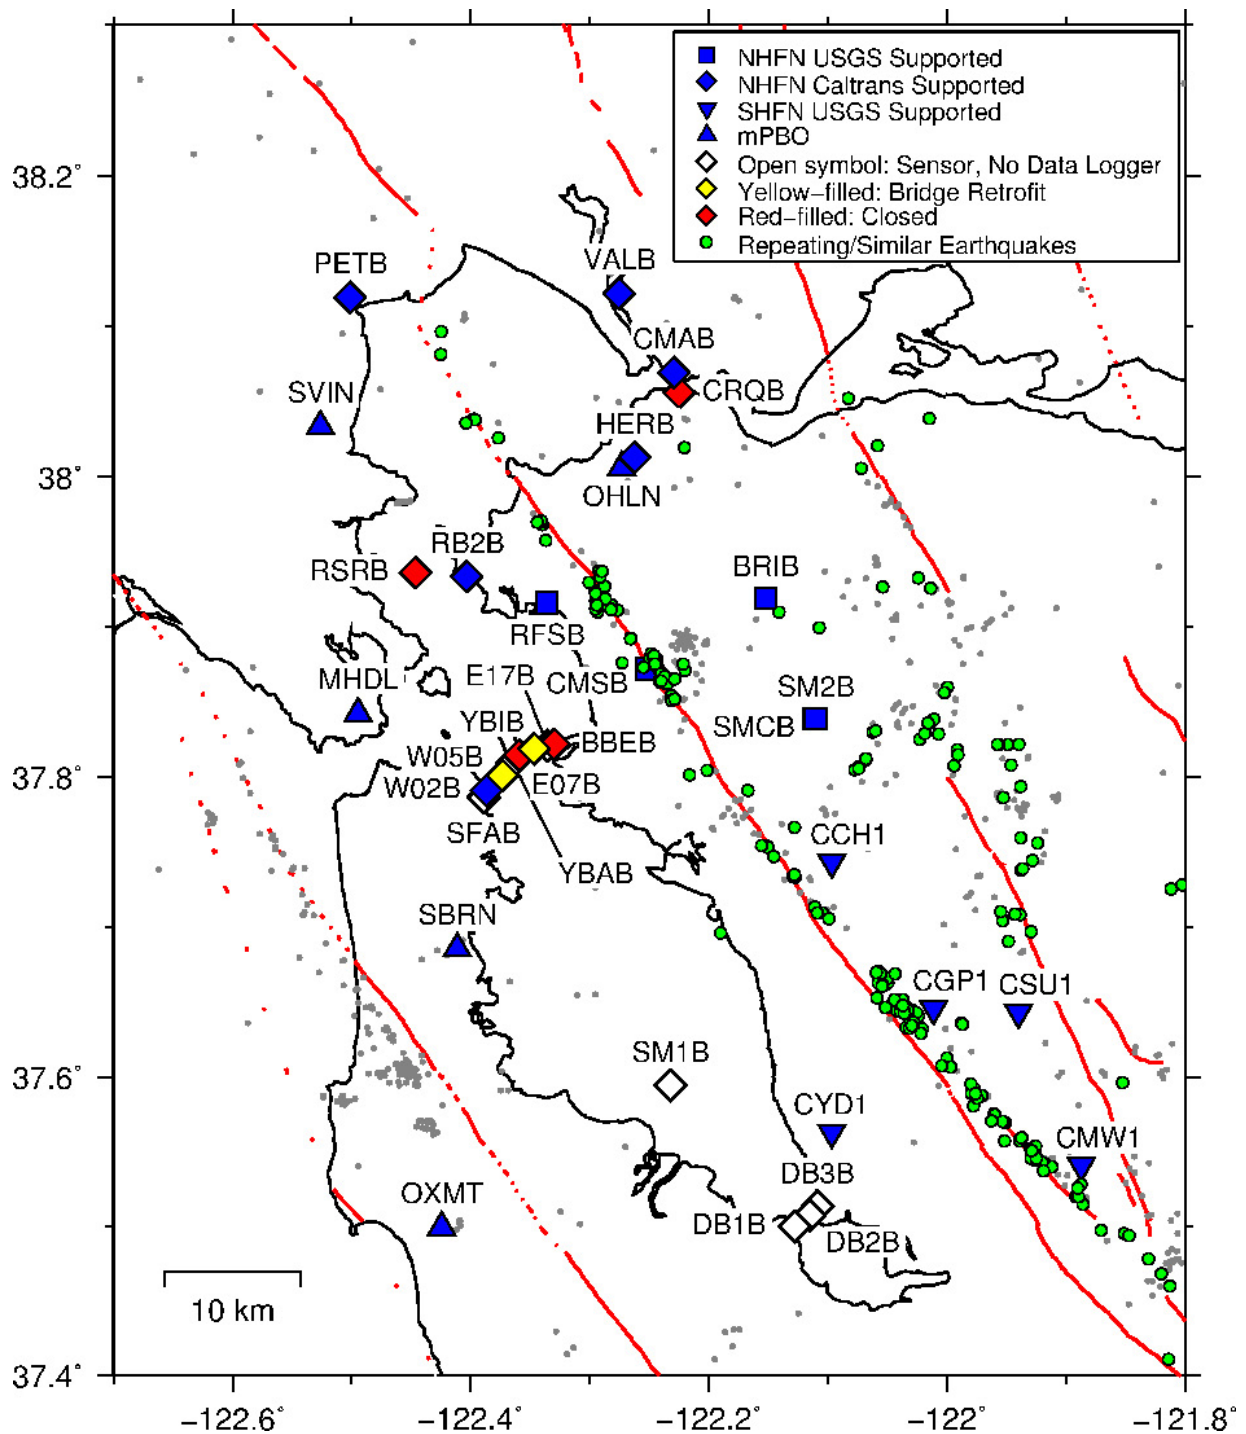 NHFN USGS Supported
NHFN Caltrans Supported
SHFN USGS Supported
mPBO
Open symbol: Sensor, No Data Logger
Yellow-filled: Bridge Retrofit
Red-filled: Closed
Repeating/Similar Earthquakes
38.2°
PETB
VALB
CMAB
CRQB
SVIN
HERB
38°
OHLN
RB2B
RSRB
BRIB
RFSB
E17B
MHDL
CMSB
SM2B
YBIB
SMCB
BBEB
W05B
37.8°
W02B
E07B
SFAB
CCH1
YBAB
SBRN
CGP1
CSU1
SM1B
37.6°
CYD1
CMW1
DB3B
OXMT
DB1B
DB2B
10 km
37.4°
-122.6°
-122.4°
-122.2°
-122°
-121.8°